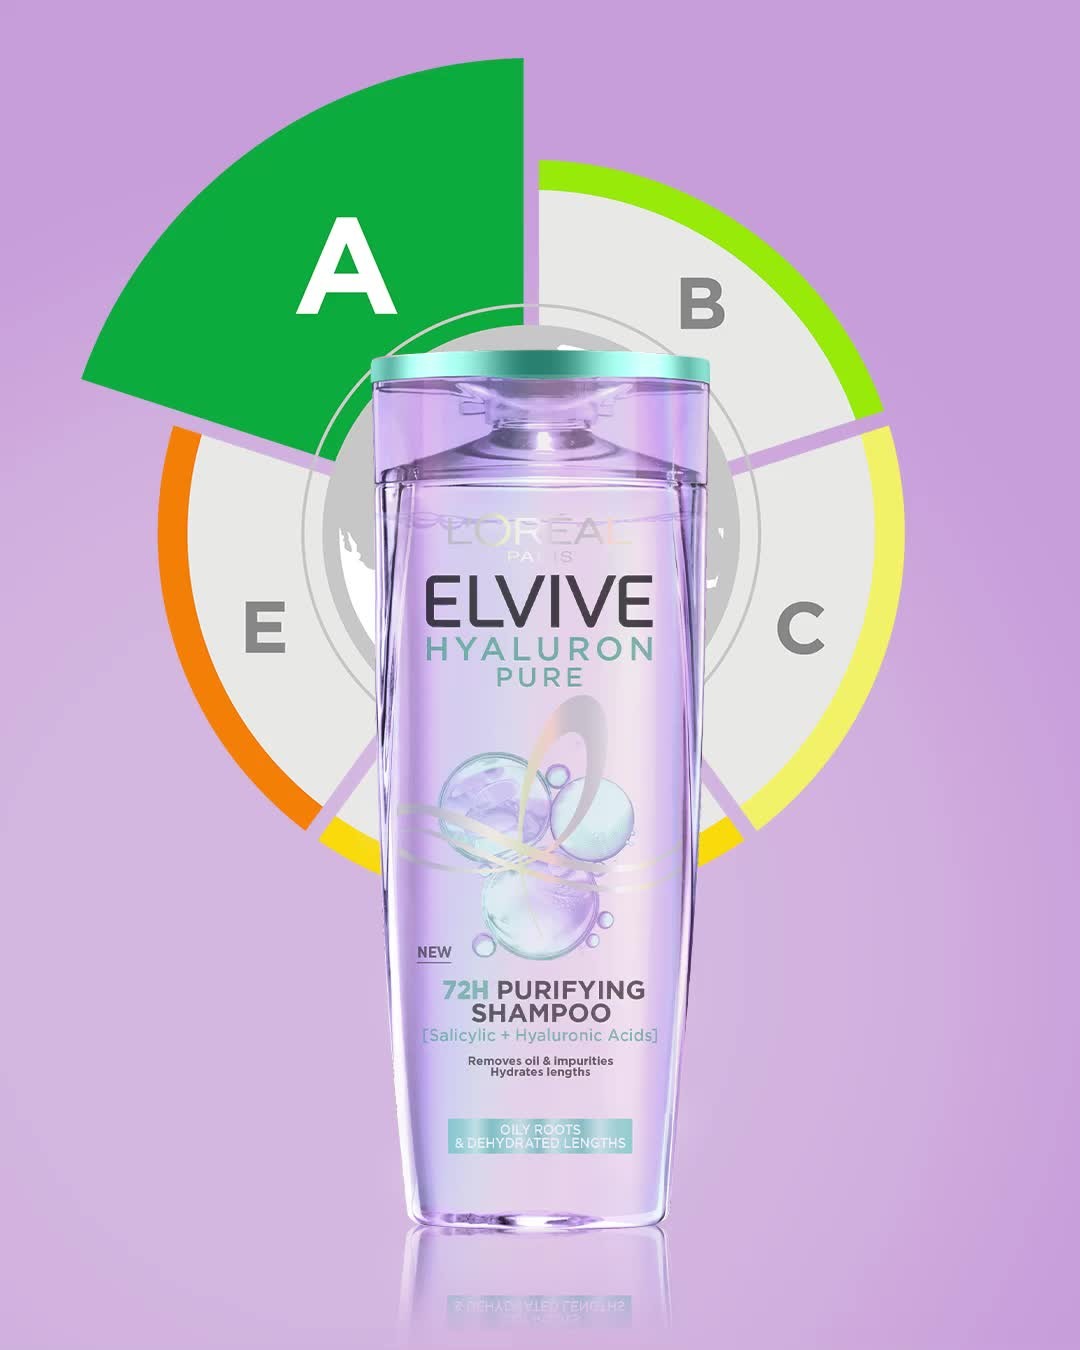 A
B
E
C
L'ORÉAL
PARIS
ELVIVE
HYALURON
PURE
NEW
72H PURIFYING
SHAMPOO
[Salicylic + Hyaluronic Acids]
Removes oil & impurities
Hydrates lengths
OILY ROOTS
& DEHYDRATED LENGTHS